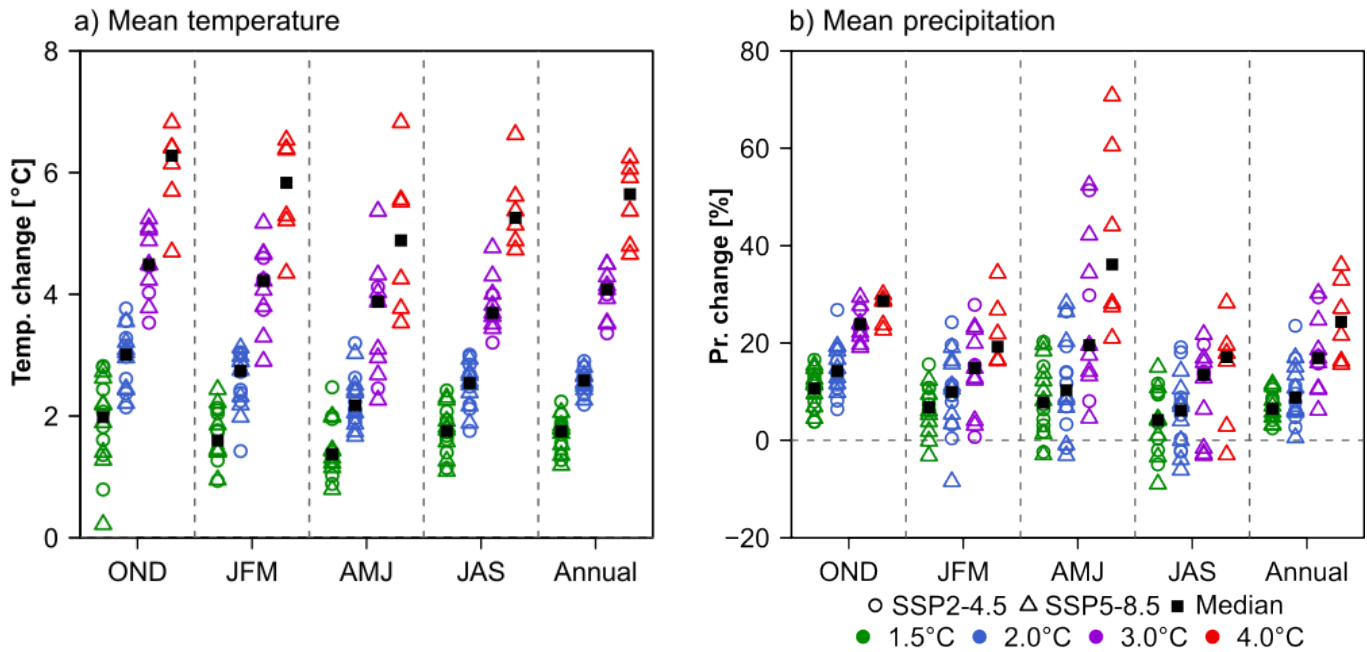 a) Mean temperature
Temp. change [°C]
8
6
4
2
0
OND JFM AMJ JAS Annual
b) Mean precipitation
Pr. change [%]
80
60
40
20
0
−20
OND JFM AMJ JAS Annual
SSP2-4.5 SSP5-8.5 Median
1.5°C 2.0°C 3.0°C 4.0°C